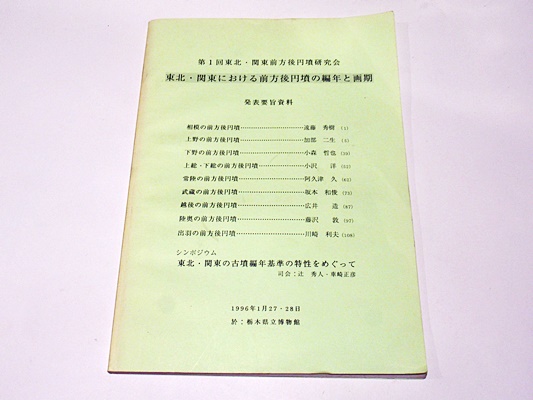 第1回東北・関東前方後円墳研究会
東北・関東における前方後円墳の編年と画期
発表要旨資料
相模の前方後円墳……………………遠藤 秀樹 (1)
上野の前方後円墳……………………加部 二生 (3)
下野の前方後円墳……………………小森 哲也 (39)
上総・下総の前方後円墳……………………小沢 洋 (52)
常陸の前方後円墳……………………阿久津 久 (62)
武蔵の前方後円墳……………………坂本 和俊 (73)
越後の前方後円墳……………………広井 造 (87)
陸奥の前方後円墳……………………藤沢 敦 (97)
出羽の前方後円墳……………………川崎 利夫 (108)
シンポジウム
東北・関東の古墳編年基準の特性をめぐって
司会：辻 秀人・車崎正彦
1996年1月27・28日
於：栃木県立博物館